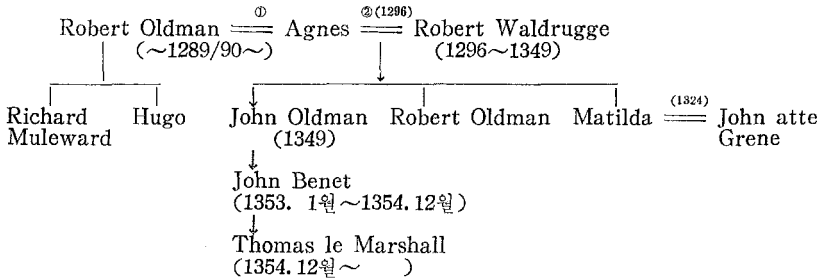 ① ②(1296)
Robert Oldman Agnes Robert Waldrugge
(～1289/90～) (1296～1349)
(1324)
Richard Hugo John Oldman Robert Oldman Matilda John atte
Muleward (1349) Grene
John Benet
(1353. 1월～1354.12월)
Thomas le Marshall
(1354.12월～ )